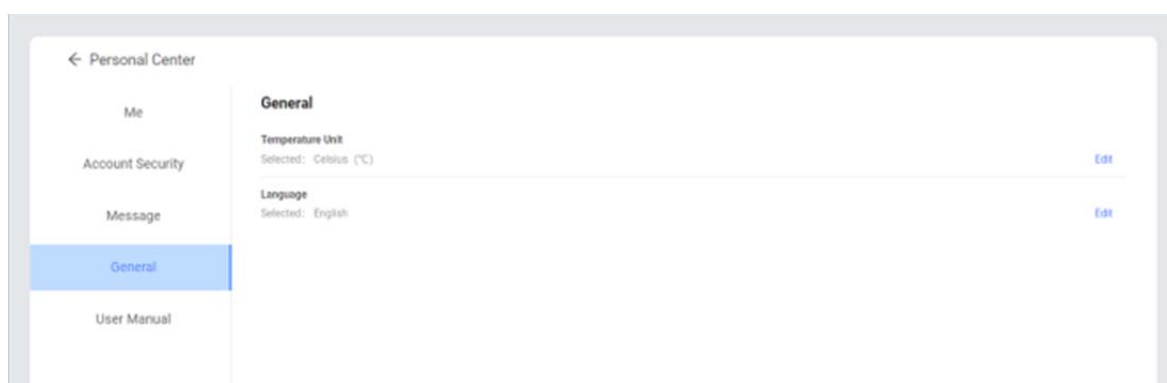 ← Personal Center
Me
Account Security
Message
General
User Manual
General
Temperature Unit
Selected: Celsius (°C)
Edit
Language
Selected: English
Edit